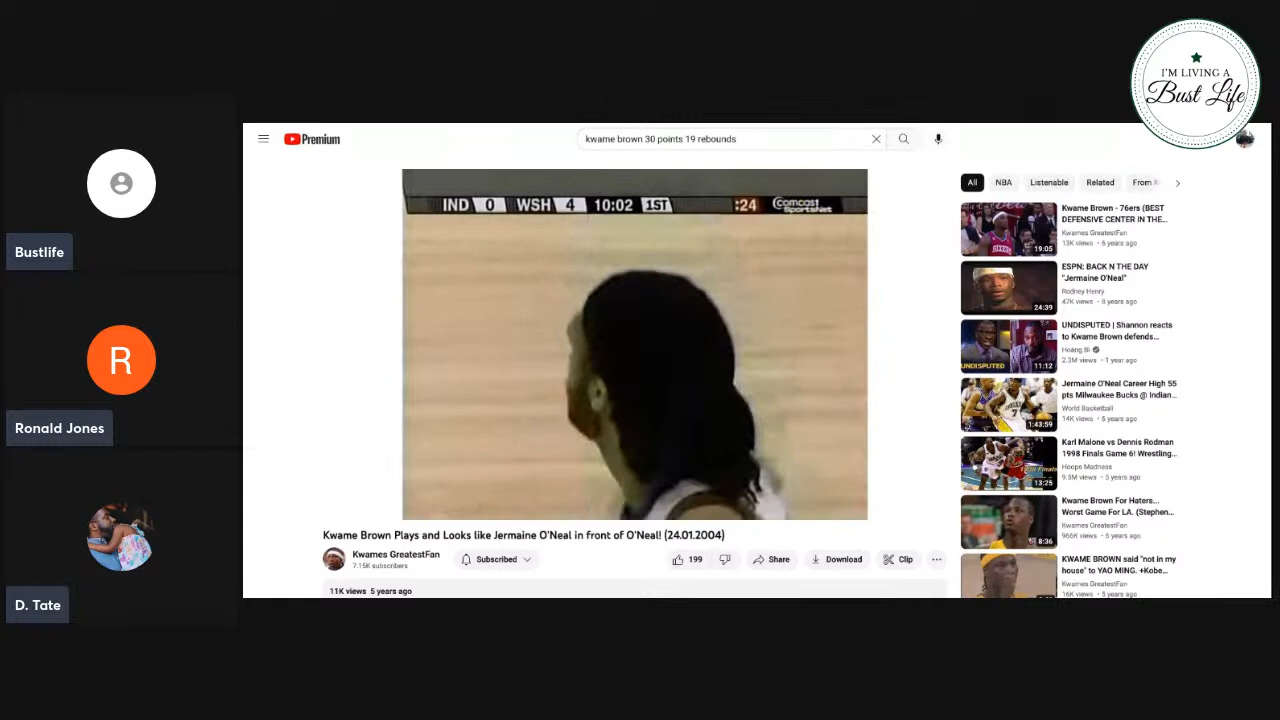 I'M LIVING A
Bust Life
Bustlife
R
Ronald Jones
D. Tate
Premium
kwame brown 30 points 19 rebounds
IND 0 WSH 4 10:02 1ST :24 Comcast SportsNet
Kwame Brown Plays and Looks like Jermaine O'Neal in front of O'Neal! (24.01.2004)
Kwames GreatestFan
7.15K subscribers
Subscribed
199
Share
Download
Clip
11K views 5 years ago
All
NBA
Listenable
Related
From K
Kwame Brown - 76ers (BEST
DEFENSIVE CENTER IN THE...
Kwames GreatestFan
13K views • 6 years ago
19:05
ESPN: BACK N THE DAY
"Jermaine O'Neal"
Rodney Henry
47K views • 8 years ago
24:39
UNDISPUTED | Shannon reacts
to Kwame Brown defends...
Hoang Bi
2.3M views • 1 year ago
UNDISPUTED
11:12
Jermaine O'Neal Career High 55
pts Milwaukee Bucks @ Indian...
World Basketball
14K views • 6 years ago
1:43:59
Karl Malone vs Dennis Rodman
1998 Finals Game 6! Wrestling...
Hoops Madness
9.5M views • 5 years ago
13:25
Kwame Brown For Haters...
Worst Game For LA. (Stephen...
Kwames GreatestFan
966K views • 6 years ago
8:36
KWAME BROWN said "not in my
house" to YAO MING. +Kobe...
Kwames GreatestFan
16K views • 5 years ago